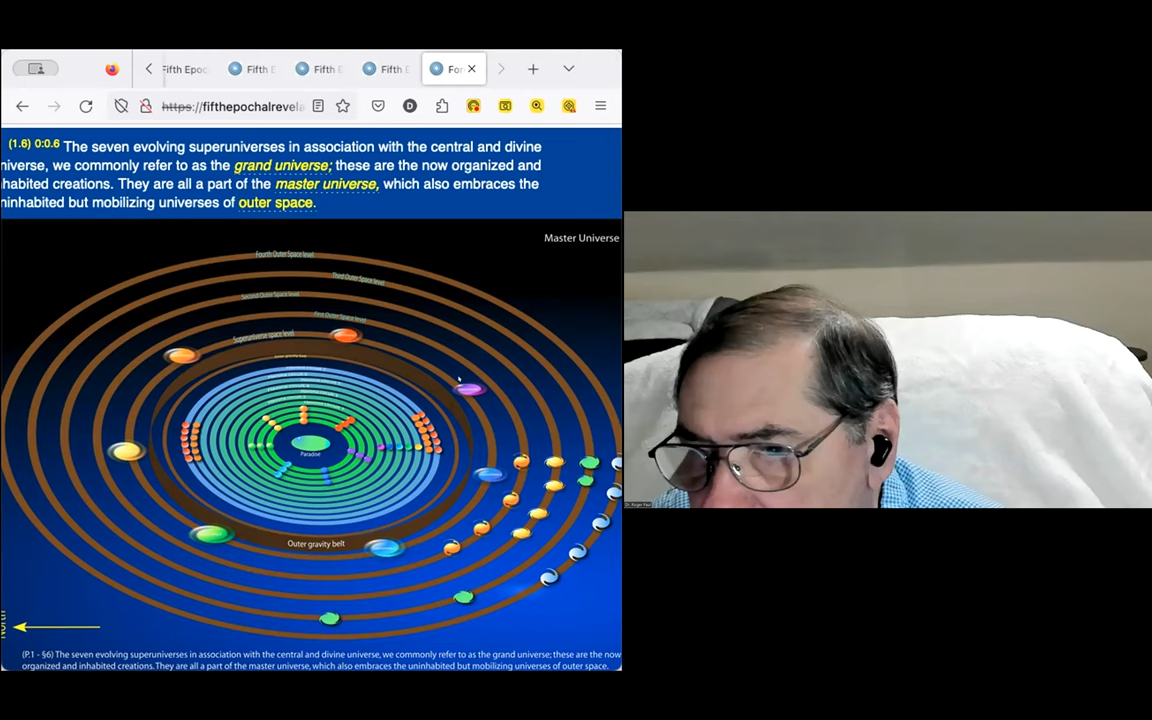 Fifth Epoc
Fifth E
Fifth E
Fifth E
For
https://fifthepochalrevela
(1.6) 0:0.6 The seven evolving superuniverses in association with the central and divine
niverse, we commonly refer to as the grand universe; these are the now organized and
habited creations. They are all a part of the master universe, which also embraces the
ninhabited but mobilizing universes of outer space.
Master Universe
Fourth Outer Space level
Third Outer Space level
Second Outer Space level
First Outer Space level
Superuniverse space level
Paradise
Outer gravity belt
North
(P.1 - §6) The seven evolving superuniverses in association with the central and divine universe, we commonly refer to as the grand universe; these are the now
organized and inhabited creations. They are all a part of the master universe, which also embraces the uninhabited but mobilizing universes of outer space.